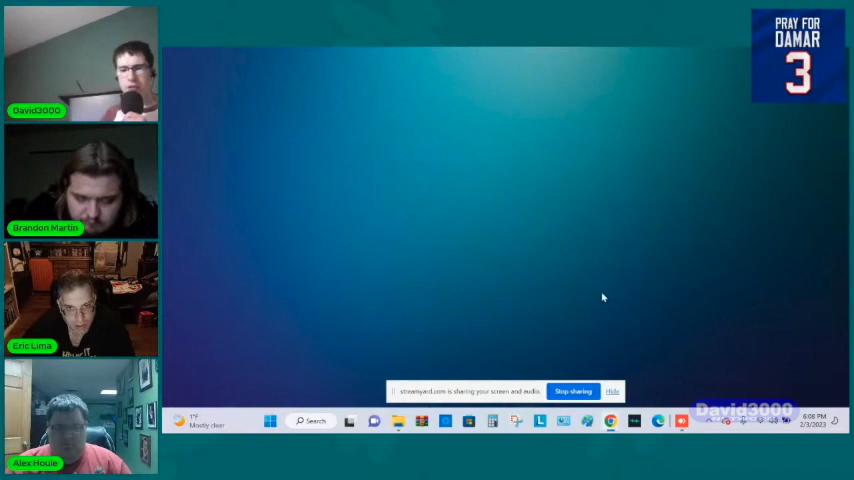 David3000
Brandon Martin
Eric Lima
Alex Houle
PRAY FOR
DAMAR
3
streamyard.com is sharing your screen and audio.
Stop sharing
Hide
1°F
Mostly clear
Search
L
David3000
6:08 PM
2/3/2023